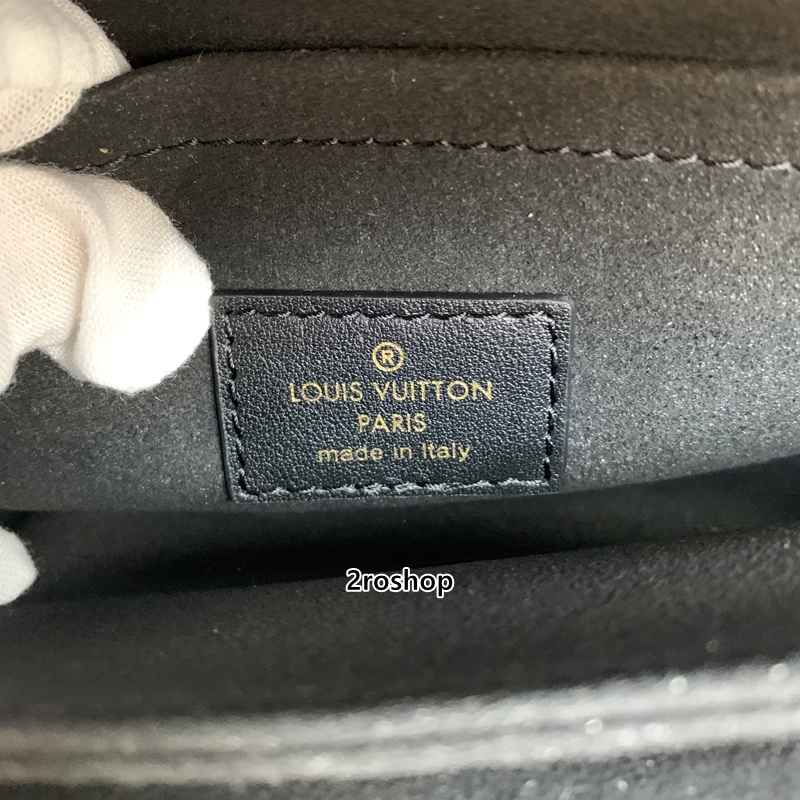 ®
LOUIS VUITTON
PARIS
made in Italy
2roshop